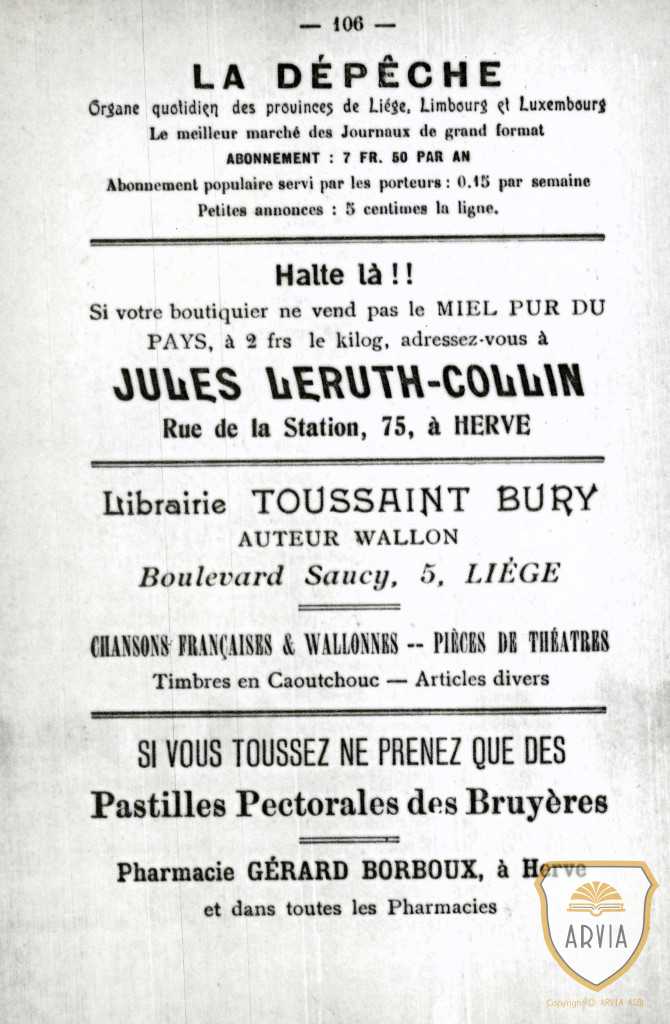 — 106 —
LA DÉPÊCHE
Organe quotidien des provinces de Liége, Limbourg et Luxembourg
Le meilleur marché des Journaux de grand format
ABONNEMENT : 7 FR. 50 PAR AN
Abonnement populaire servi par les porteurs : 0.15 par semaine
Petites annonces : 5 centimes la ligne.
Halte là !!
Si votre boutiquier ne vend pas le MIEL PUR DU
PAYS, à 2 frs le kilog, adressez-vous à
JULES LERUTH-COLLIN
Rue de la Station, 75, à HERVE
Librairie TOUSSAINT BURY
AUTEUR WALLON
Boulevard Saucy, 5, LIÉGE
CHANSONS FRANÇAISES & WALLONNES -- PIÈCES DE THÉATRES
Timbres en Caoutchouc — Articles divers
SI VOUS TOUSSEZ NE PRENEZ QUE DES
Pastilles Pectorales des Bruyères
Pharmacie GÉRARD BORBOUX, à Herve
et dans toutes les Pharmacies
ARVIA
Copyright © ARVIA ASBL